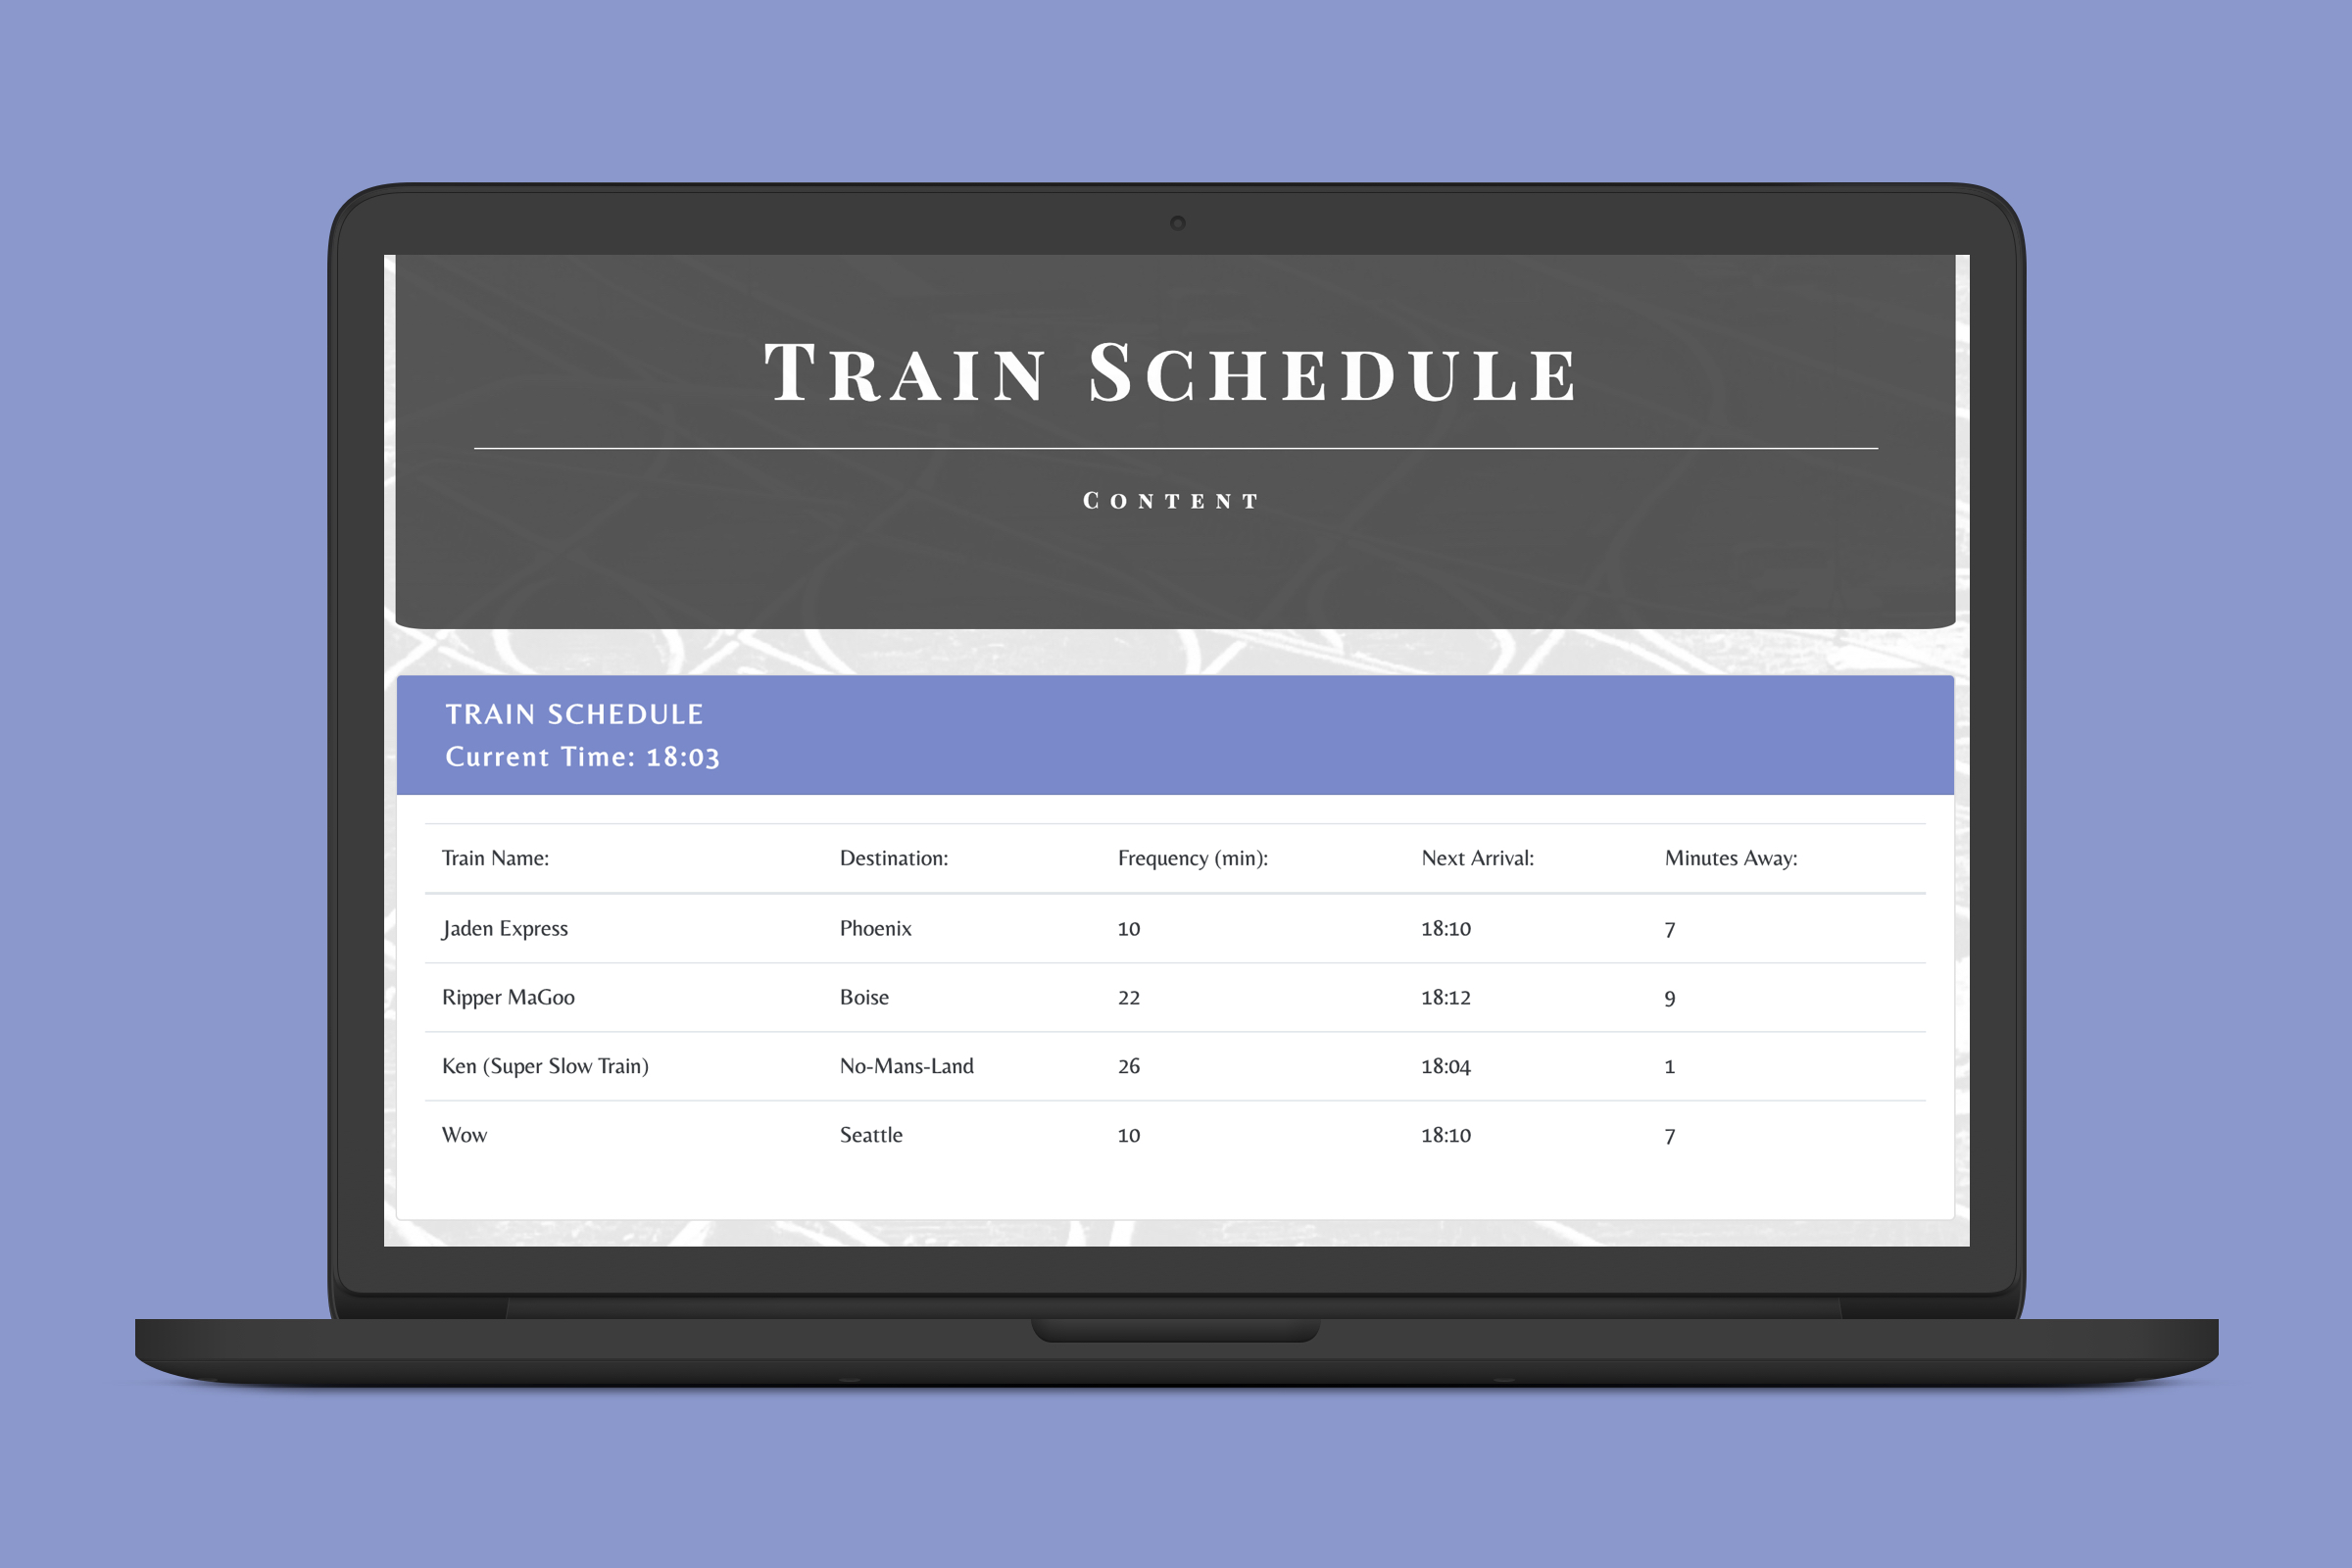 Train Schedule
Content
TRAIN SCHEDULE
Current Time: 18:03
Train Name: Destination: Frequency (min): Next Arrival: Minutes Away:
Jaden Express Phoenix 10 18:10 7
Ripper MaGoo Boise 22 18:12 9
Ken (Super Slow Train) No-Mans-Land 26 18:04 1
Wow Seattle 10 18:10 7